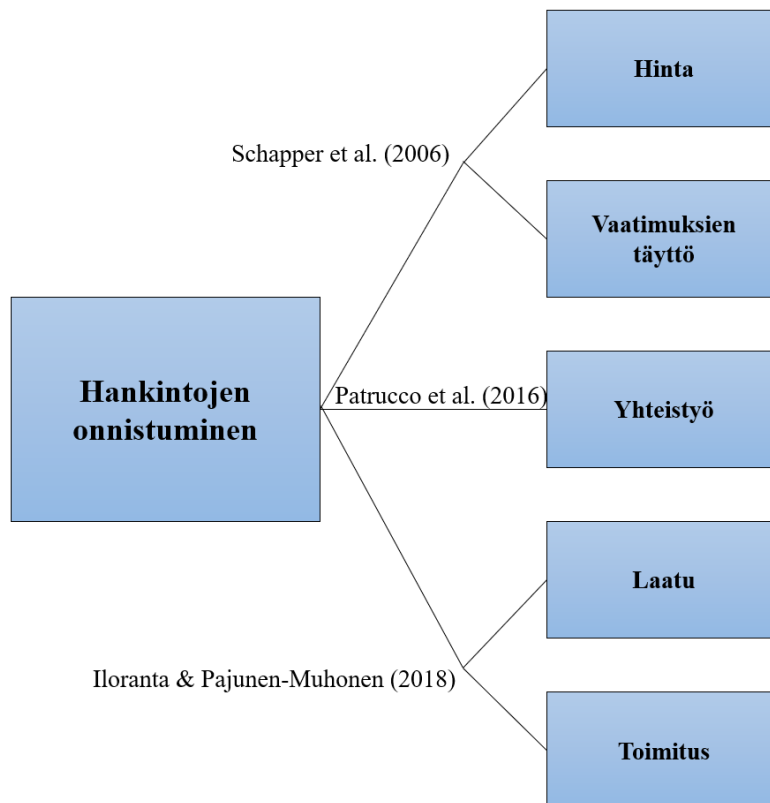 Hinta
Schapper et al. (2006)
Vaatimuksien
täyttö
Hankintojen
onnistuminen
Patrucco et al. (2016)
Yhteistyö
Laatu
Iloranta & Pajunen-Muhonen (2018)
Toimitus